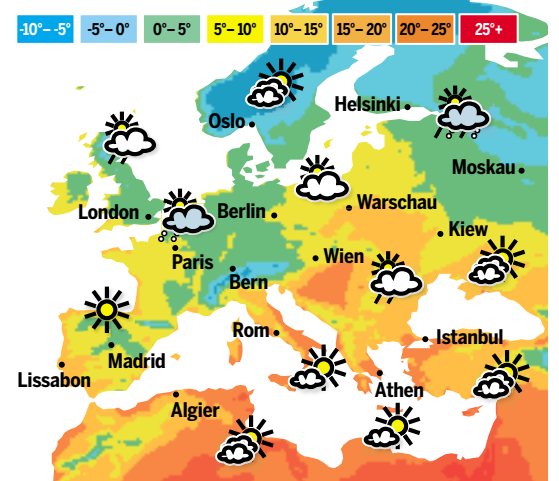 -10°– -5° -5°– 0° 0°– 5° 5°– 10° 10°– 15° 15°– 20° 20°– 25° 25°+
Oslo
Helsinki
Moskau
London
Berlin
Warschau
Kiew
Paris
Wien
Bern
Rom
Istanbul
Madrid
Lissabon
Athen
Algier